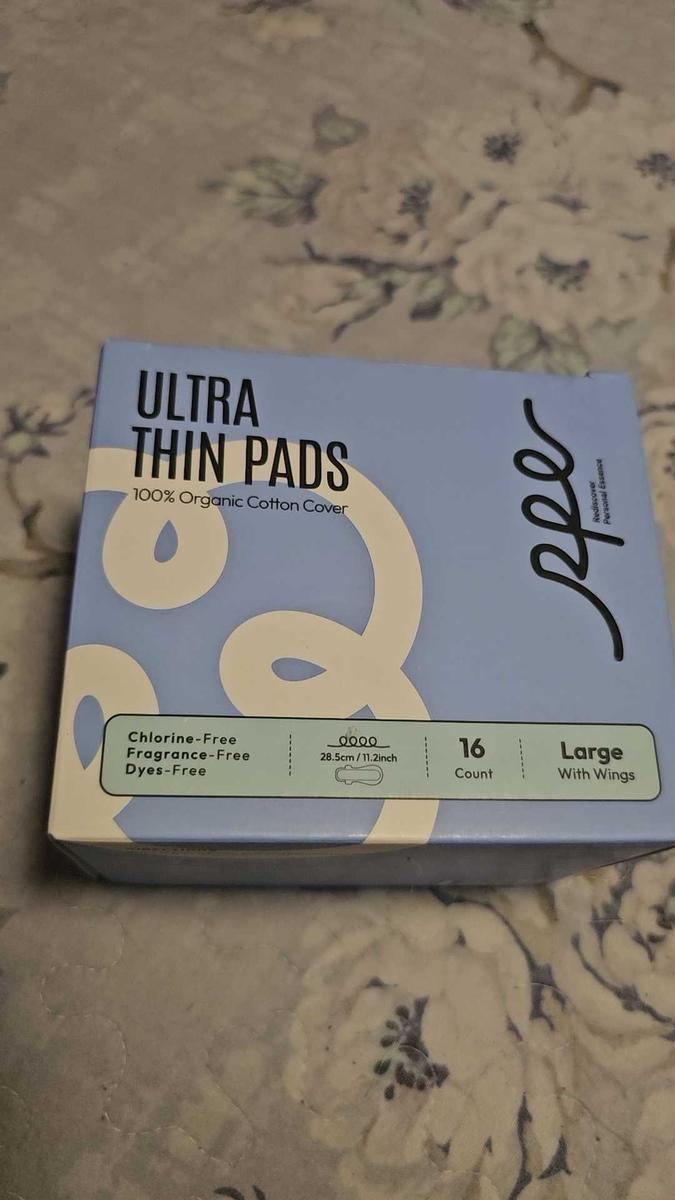 ULTRA
THIN PADS
100% Organic Cotton Cover
rpe
Rediscover
Personal Essence
Chlorine-Free
Fragrance-Free
Dyes-Free
28.5cm / 11.2inch
16
Count
Large
With Wings